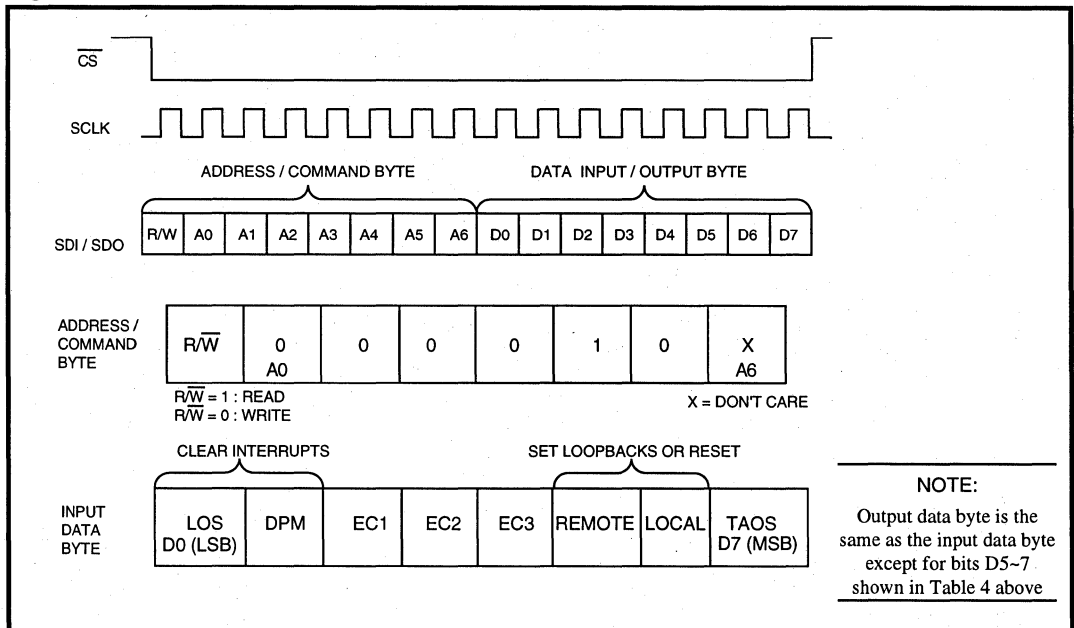 CS
SCLK
ADDRESS / COMMAND BYTE
DATA INPUT / OUTPUT BYTE
SDI / SDO
R/W A0 A1 A2 A3 A4 A5 A6 D0 D1 D2 D3 D4 D5 D6 D7
ADDRESS /
COMMAND
BYTE
R/W 0 0 0 0 1 0 X
A0 A6
R/W = 1 : READ
R/W = 0 : WRITE
X = DON'T CARE
CLEAR INTERRUPTS
SET LOOPBACKS OR RESET
INPUT
DATA
BYTE
LOS DPM EC1 EC2 EC3 REMOTE LOCAL TAOS
D0 (LSB) D7 (MSB)
NOTE:
Output data byte is the
same as the input data byte
except for bits D5~7
shown in Table 4 above